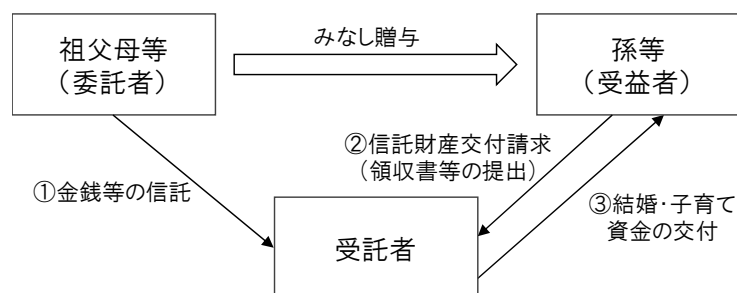 祖父母等
（委託者）
みなし贈与
孫等
（受益者）
②信託財産交付請求
（領収書等の提出）
①金銭等の信託
③結婚・子育て
資金の交付
受託者